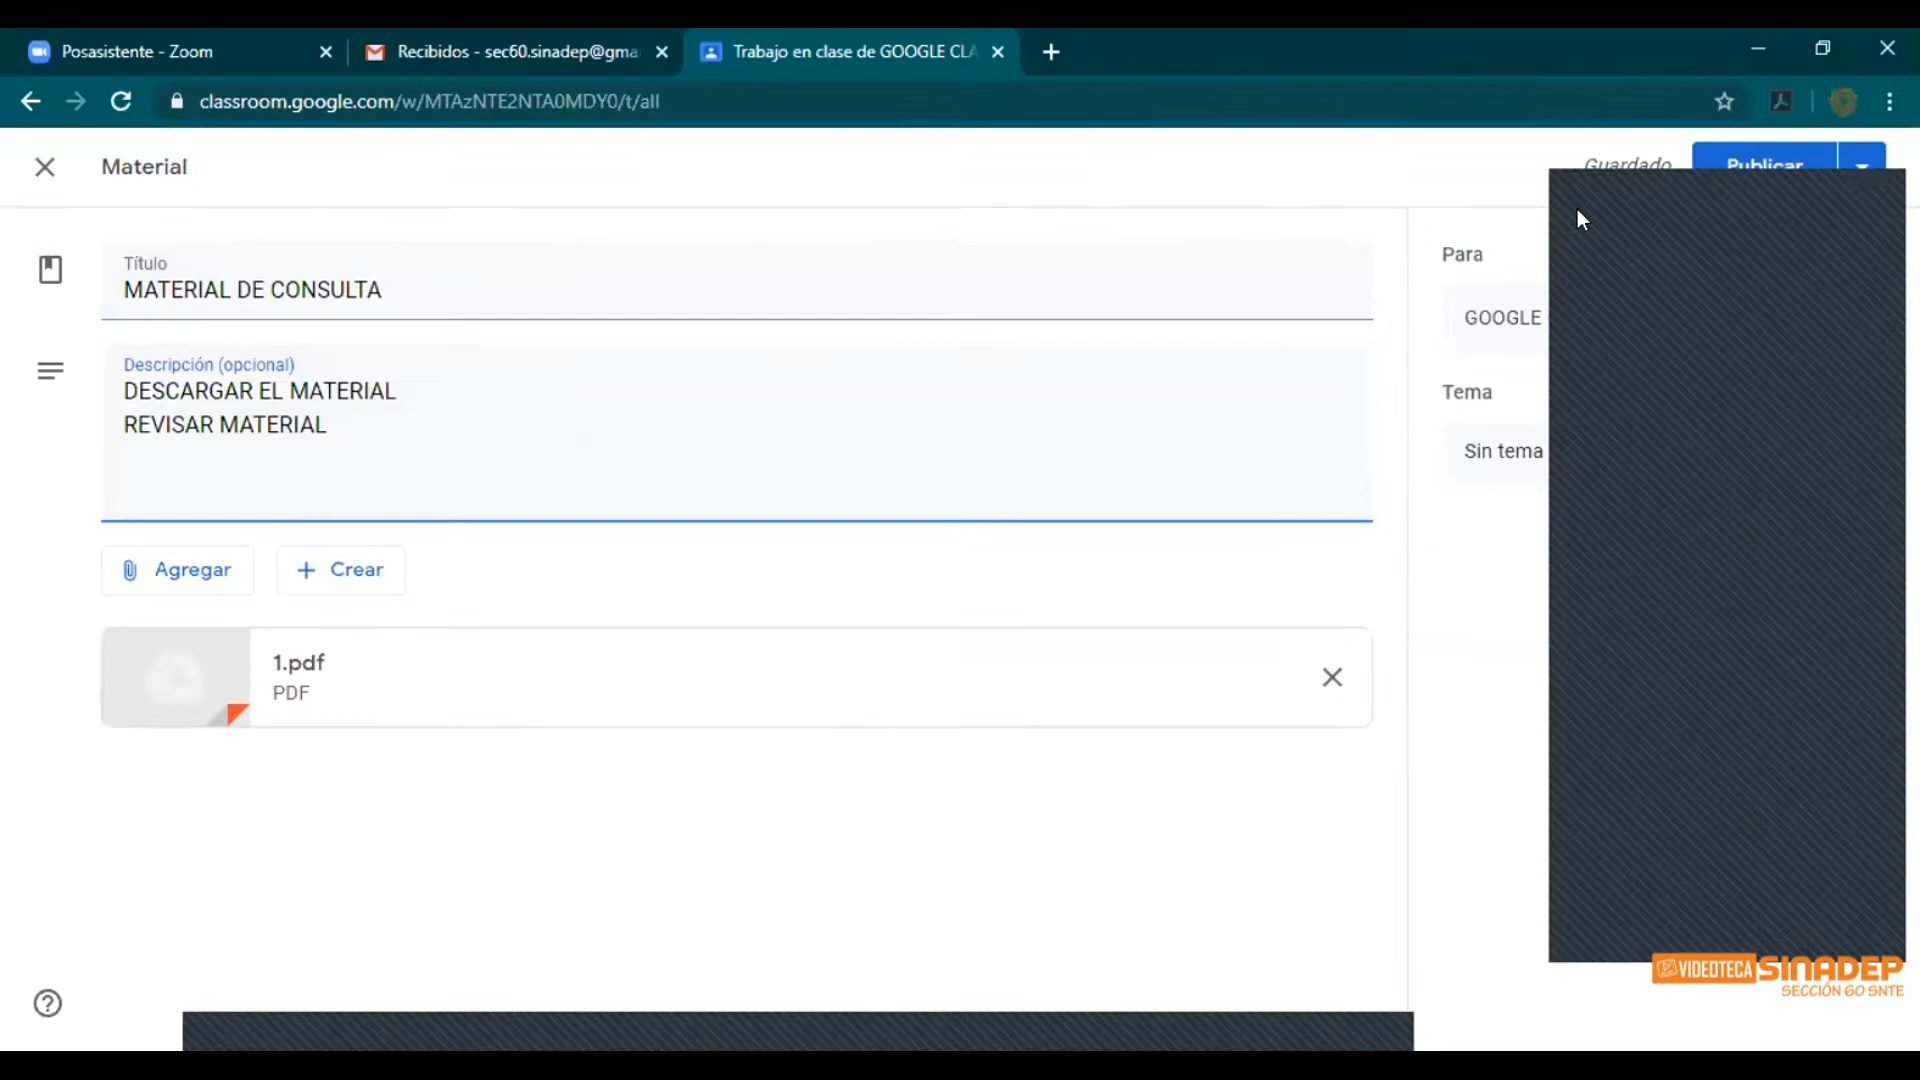 Posasistente - Zoom
Recibidos - sec60.sinadep@gma
Trabajo en clase de GOOGLE CLA
classroom.google.com/w/MTAzNTE2NTA0MDY0/t/all
Material
Guardado
Publicar
Título
MATERIAL DE CONSULTA
Descripción (opcional)
DESCARGAR EL MATERIAL
REVISAR MATERIAL
Agregar
Crear
1.pdf
PDF
Para
GOOGLE
Tema
Sin tema
VIDEOTECA SINADEP
SECCIÓN 60 SNTE